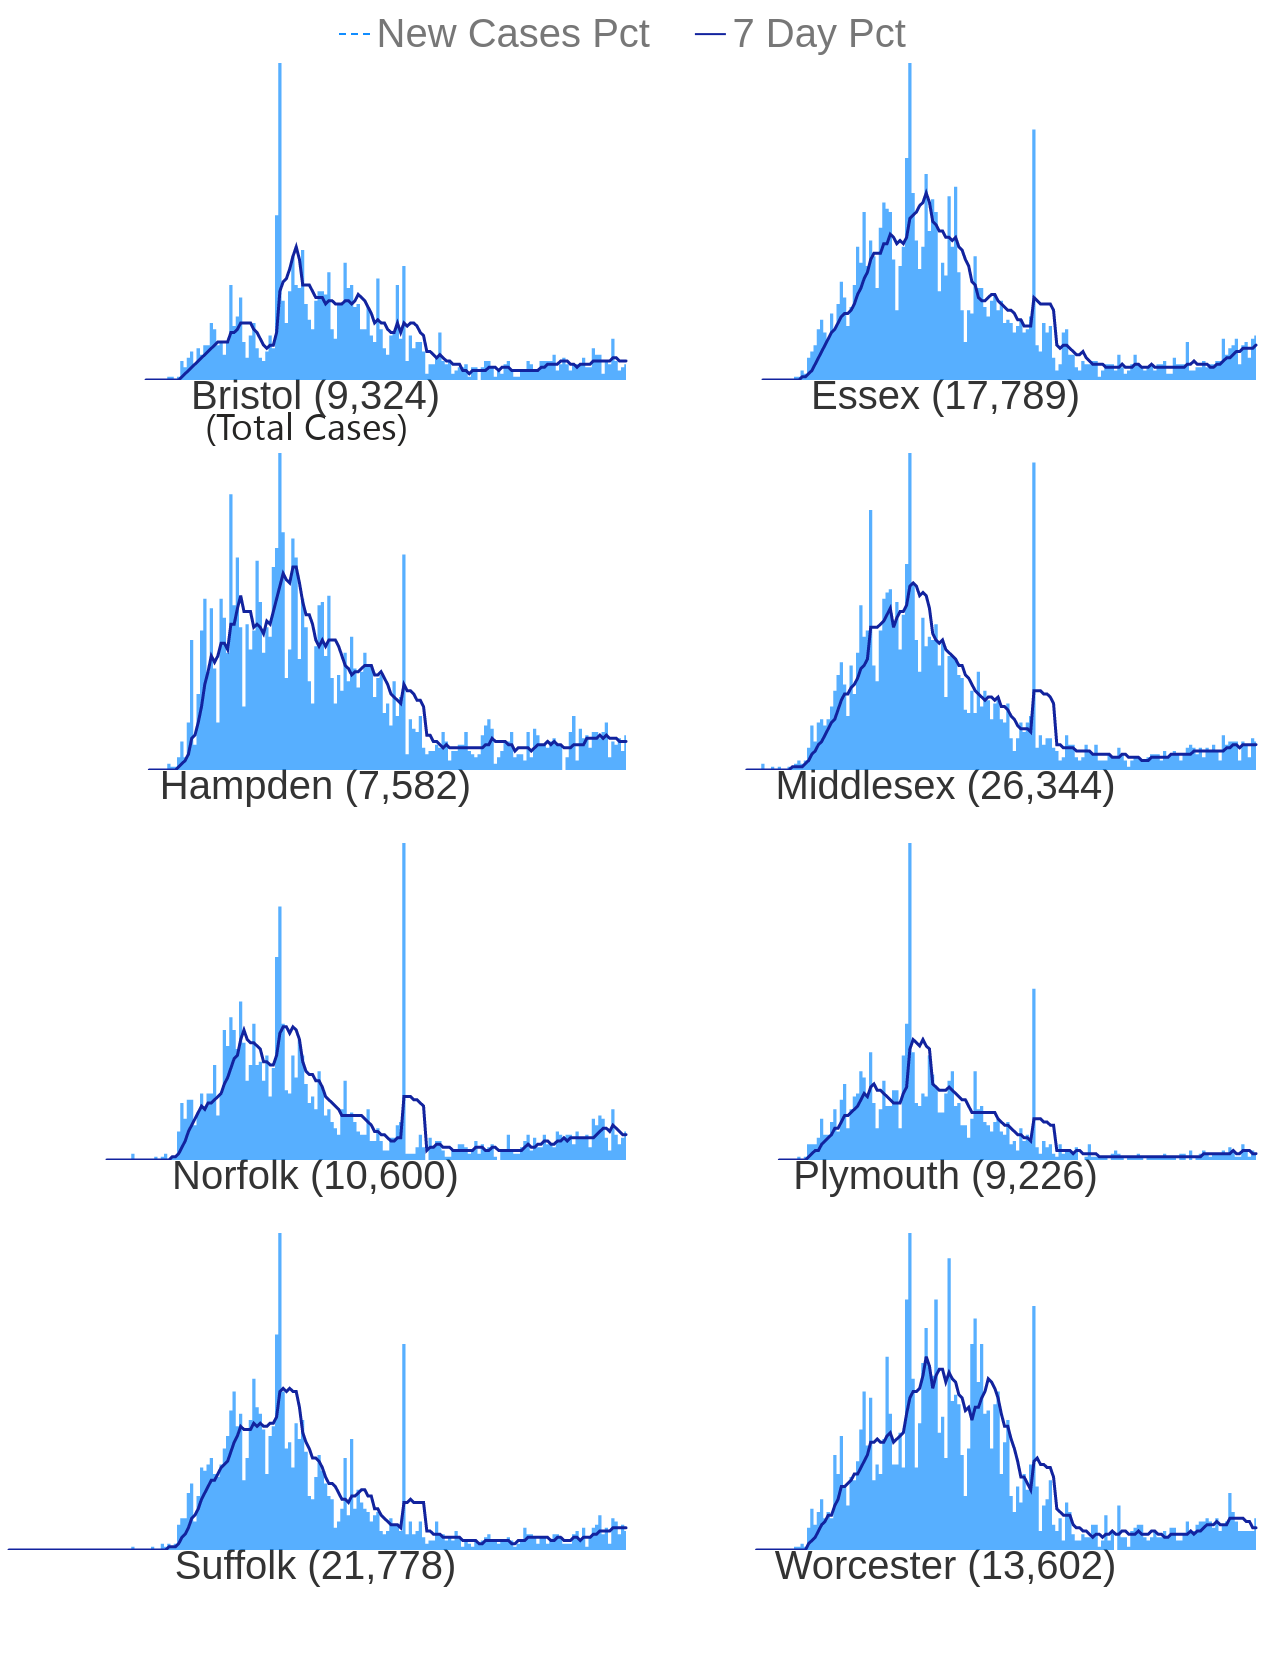 New Cases Pct 7 Day Pct
Bristol (9,324) Essex (17,789)
(Total Cases)
Hampden (7,582) Middlesex (26,344)
Norfolk (10,600) Plymouth (9,226)
Suffolk (21,778) Worcester (13,602)